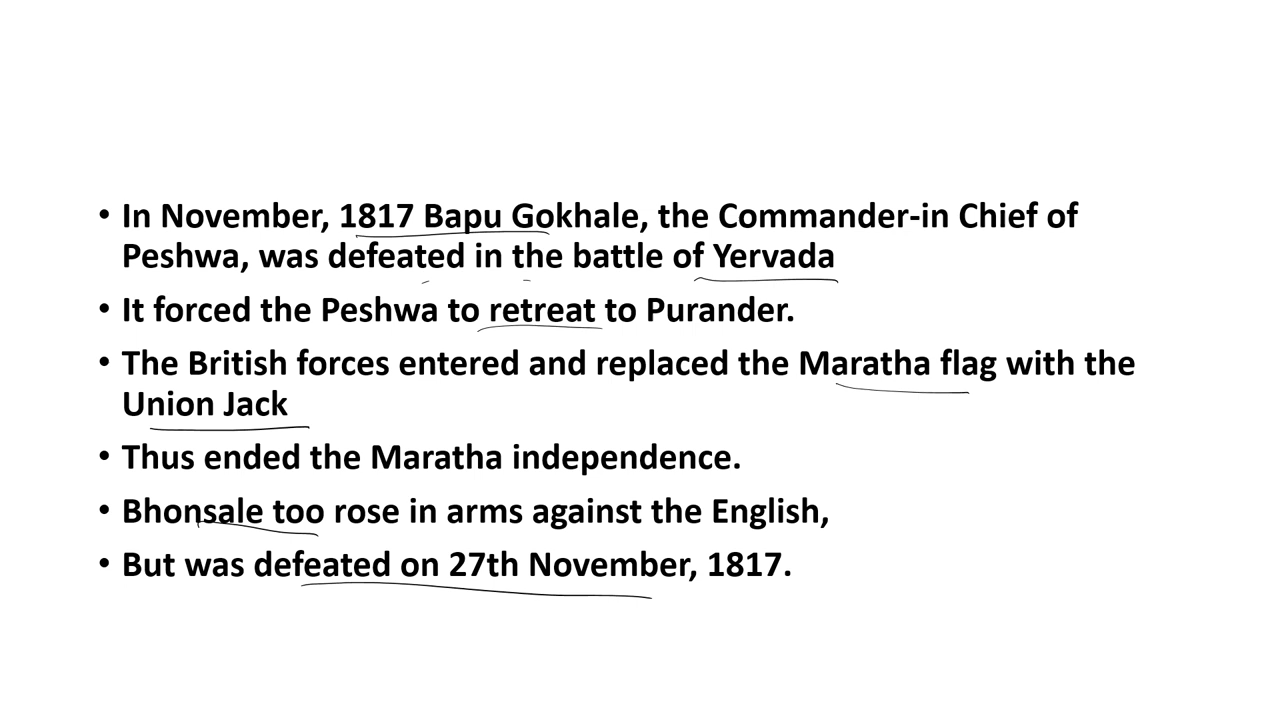 • In November, 1817 Bapu Gokhale, the Commander-in Chief of
Peshwa, was defeated in the battle of Yervada
• It forced the Peshwa to retreat to Purander.
• The British forces entered and replaced the Maratha flag with the
Union Jack
• Thus ended the Maratha independence.
• Bhonsale too rose in arms against the English,
• But was defeated on 27th November, 1817.